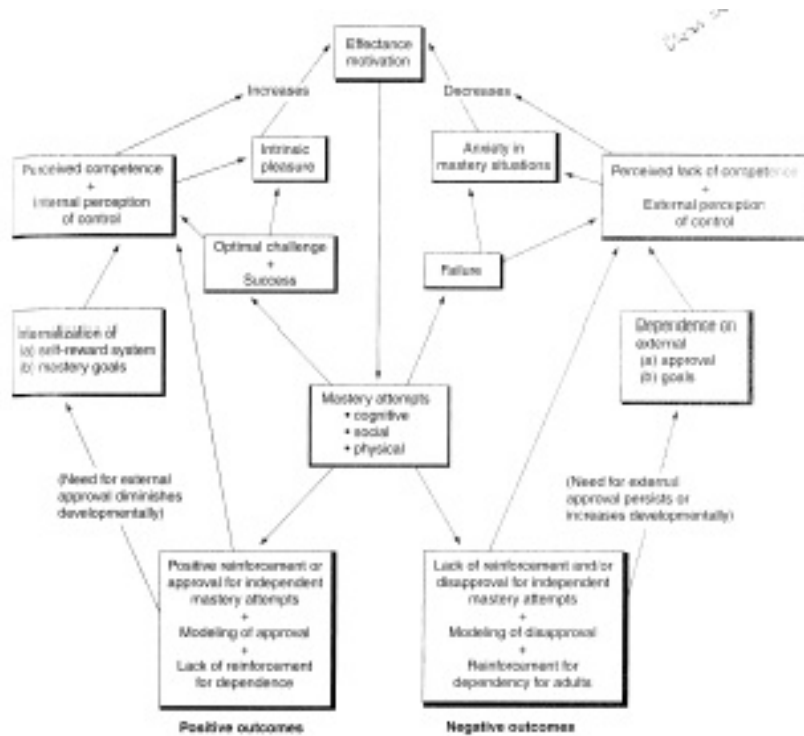 Effectance
motivation
Increases
Decreases
Intrinsic
pleasure
Anxiety in
mastery situations
Perceived competence
+
Internal perception
of control
Perceived lack of competence
+
External perception
of control
Optimal challenge
+
Success
Failure
Internalization of
(a) self-reward system
(b) mastery goals
Dependence on
external
(a) approval
(b) goals
Mastery attempts
• cognitive
• social
• physical
(Need for external
approval diminishes
developmentally)
(Need for external
approval persists or
increases developmentally)
Positive reinforcement or
approval for independent
mastery attempts
+
Modeling of approval
+
Lack of reinforcement
for dependence
Lack of reinforcement and/or
disapproval for independent
mastery attempts
+
Modeling of disapproval
+
Reinforcement for
dependency for adults
Positive outcomes
Negative outcomes